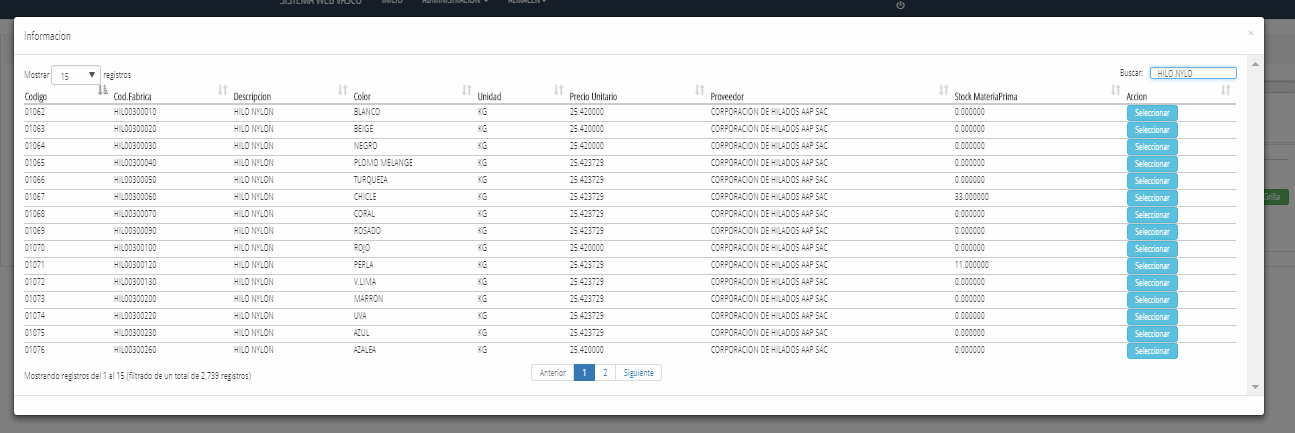 SISTEMA WEB VASCO INICIO ADMINISTRACION ALMACEN
Informacion ×
Mostrar 15 registros Buscar: HILO NYLO
Codigo Cod.Fabrica Descripcion Color Unidad Precio Unitario Proveedor Stock MateriaPrima Accion
01062 HIL00300010 HILO NYLON BLANCO KG 25.420000 CORPORACION DE HILADOS AAP SAC 0.000000 Seleccionar
01063 HIL00300020 HILO NYLON BEIGE KG 25.420000 CORPORACION DE HILADOS AAP SAC 0.000000 Seleccionar
01064 HIL00300030 HILO NYLON NEGRO KG 25.420000 CORPORACION DE HILADOS AAP SAC 0.000000 Seleccionar
01065 HIL00300040 HILO NYLON PLOMO MELANGE KG 25.423729 CORPORACION DE HILADOS AAP SAC 0.000000 Seleccionar
01066 HIL00300050 HILO NYLON TURQUEZA KG 25.423729 CORPORACION DE HILADOS AAP SAC 0.000000 Seleccionar
01067 HIL00300060 HILO NYLON CHICLE KG 25.423729 CORPORACION DE HILADOS AAP SAC 33.000000 Seleccionar
Grilla
01068 HIL00300070 HILO NYLON CORAL KG 25.423729 CORPORACION DE HILADOS AAP SAC 0.000000 Seleccionar
01069 HIL00300090 HILO NYLON ROSADO KG 25.423729 CORPORACION DE HILADOS AAP SAC 0.000000 Seleccionar
01070 HIL00300100 HILO NYLON ROJO KG 25.420000 CORPORACION DE HILADOS AAP SAC 0.000000 Seleccionar
01071 HIL00300120 HILO NYLON PERLA KG 25.423729 CORPORACION DE HILADOS AAP SAC 11.000000 Seleccionar
01072 HIL00300130 HILO NYLON V.LIMA KG 25.423729 CORPORACION DE HILADOS AAP SAC 0.000000 Seleccionar
01073 HIL00300200 HILO NYLON MARRON KG 25.423729 CORPORACION DE HILADOS AAP SAC 0.000000 Seleccionar
01074 HIL00300220 HILO NYLON UVA KG 25.423729 CORPORACION DE HILADOS AAP SAC 0.000000 Seleccionar
01075 HIL00300230 HILO NYLON AZUL KG 25.423729 CORPORACION DE HILADOS AAP SAC 0.000000 Seleccionar
01076 HIL00300260 HILO NYLON AZALEA KG 25.420000 CORPORACION DE HILADOS AAP SAC 0.000000 Seleccionar
Mostrando registros del 1 al 15 (filtrado de un total de 2,739 registros) Anterior 1 2 Siguiente